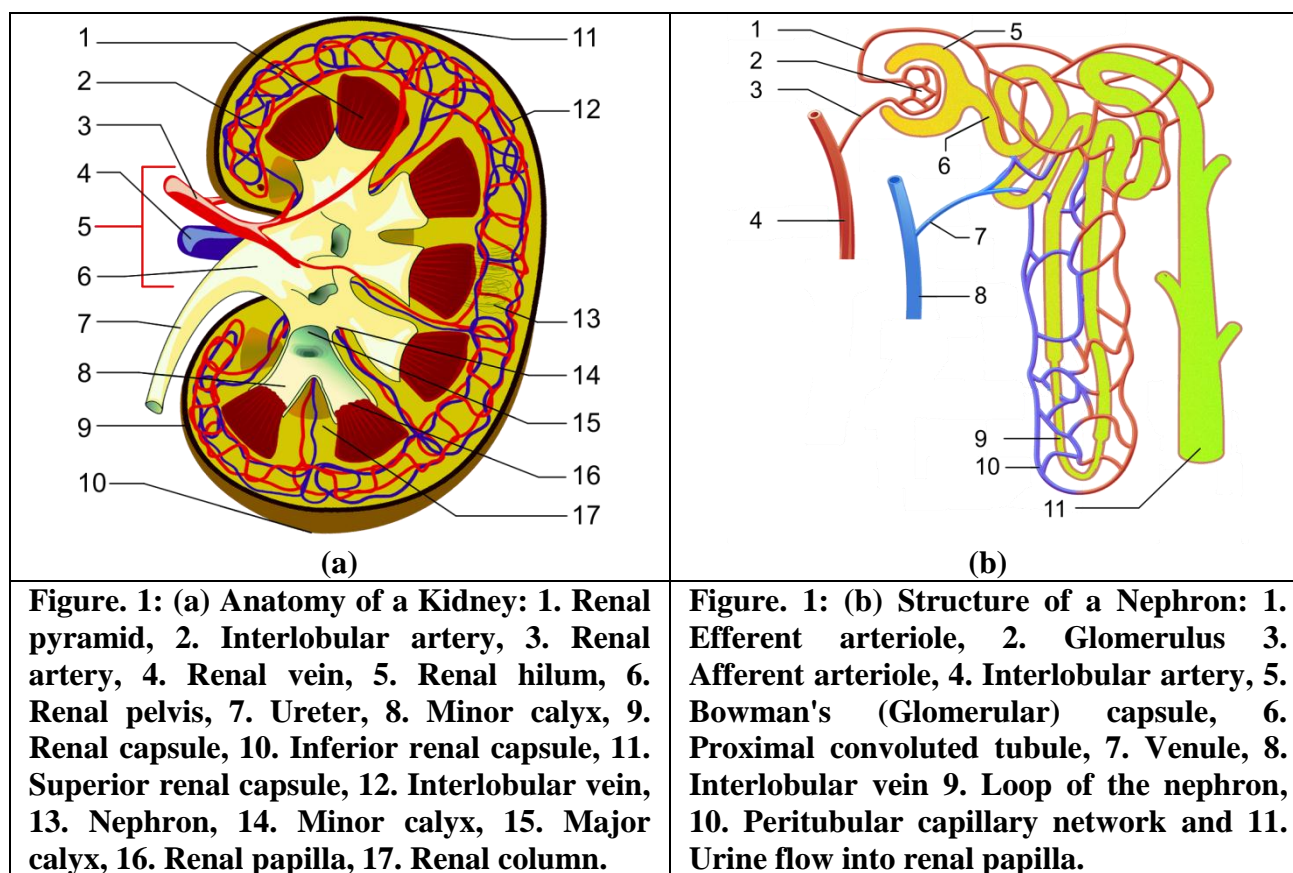 1
2
3
4
5
6
7
8
9
10
11
12
13
14
15
16
17
(a)
1
2
3
4
5
6
7
8
9
10
11
(b)
Figure. 1: (a) Anatomy of a Kidney: 1. Renal
pyramid, 2. Interlobular artery, 3. Renal
artery, 4. Renal vein, 5. Renal hilum, 6.
Renal pelvis, 7. Ureter, 8. Minor calyx, 9.
Renal capsule, 10. Inferior renal capsule, 11.
Superior renal capsule, 12. Interlobular vein,
13. Nephron, 14. Minor calyx, 15. Major
calyx, 16. Renal papilla, 17. Renal column.
Figure. 1: (b) Structure of a Nephron: 1.
Efferent arteriole, 2. Glomerulus 3.
Afferent arteriole, 4. Interlobular artery, 5.
Bowman's (Glomerular) capsule, 6.
Proximal convoluted tubule, 7. Venule, 8.
Interlobular vein 9. Loop of the nephron,
10. Peritubular capillary network and 11.
Urine flow into renal papilla.